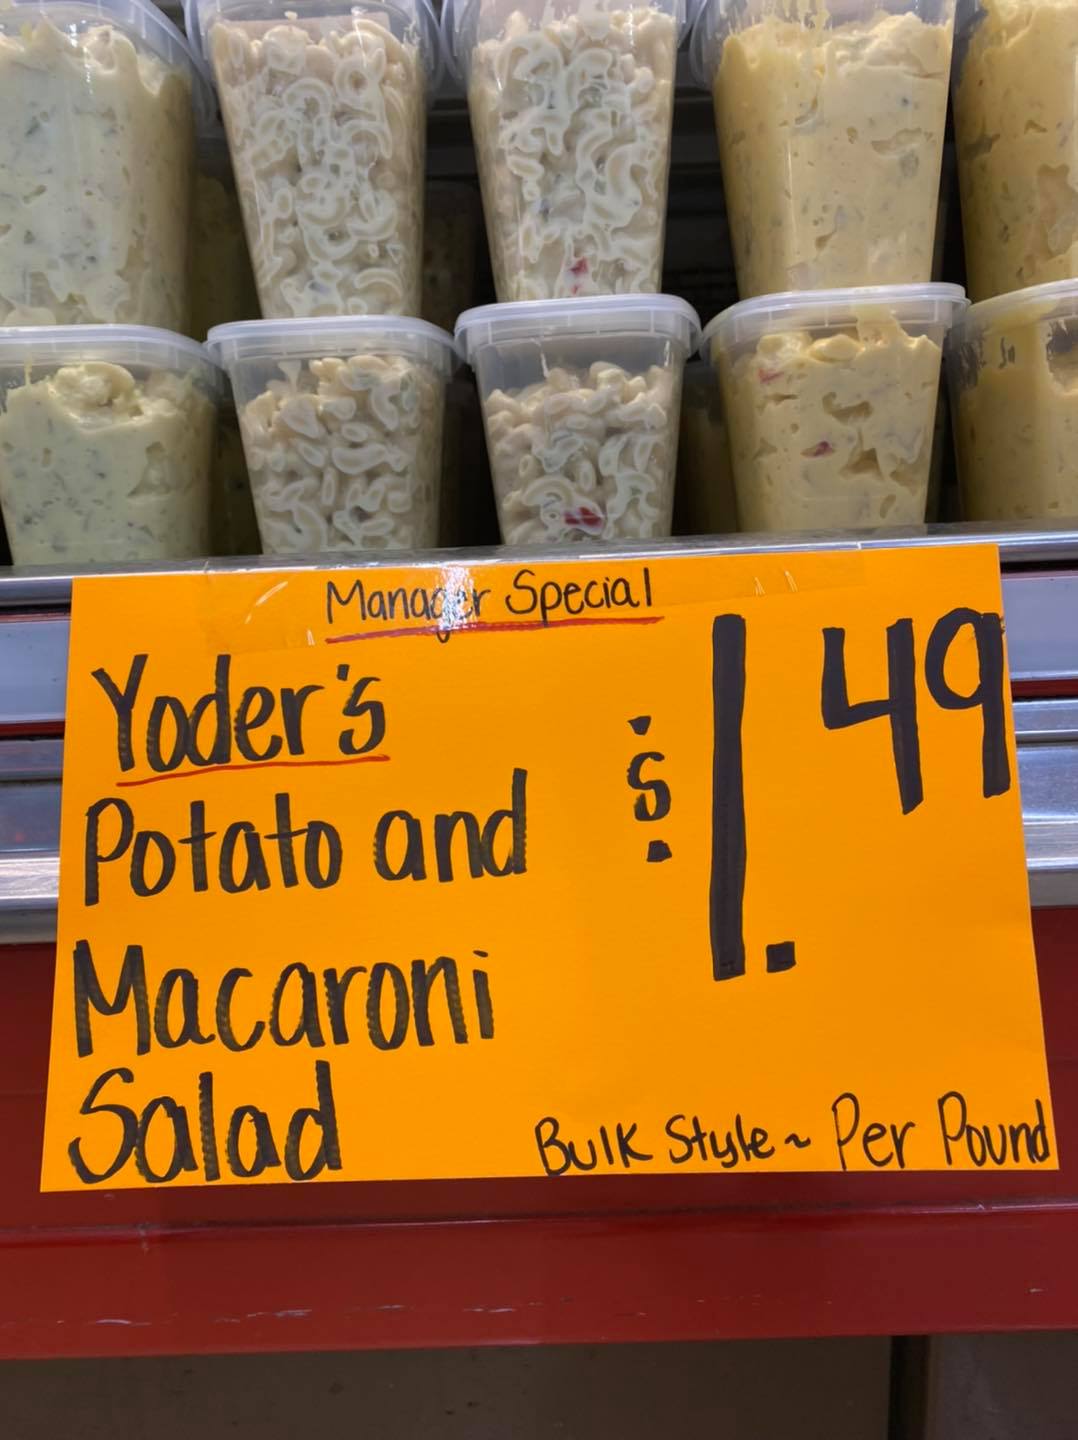 Manager Special
Yoder's
Potato and
Macaroni
Salad
$1.49
Bulk Style ~ Per Pound